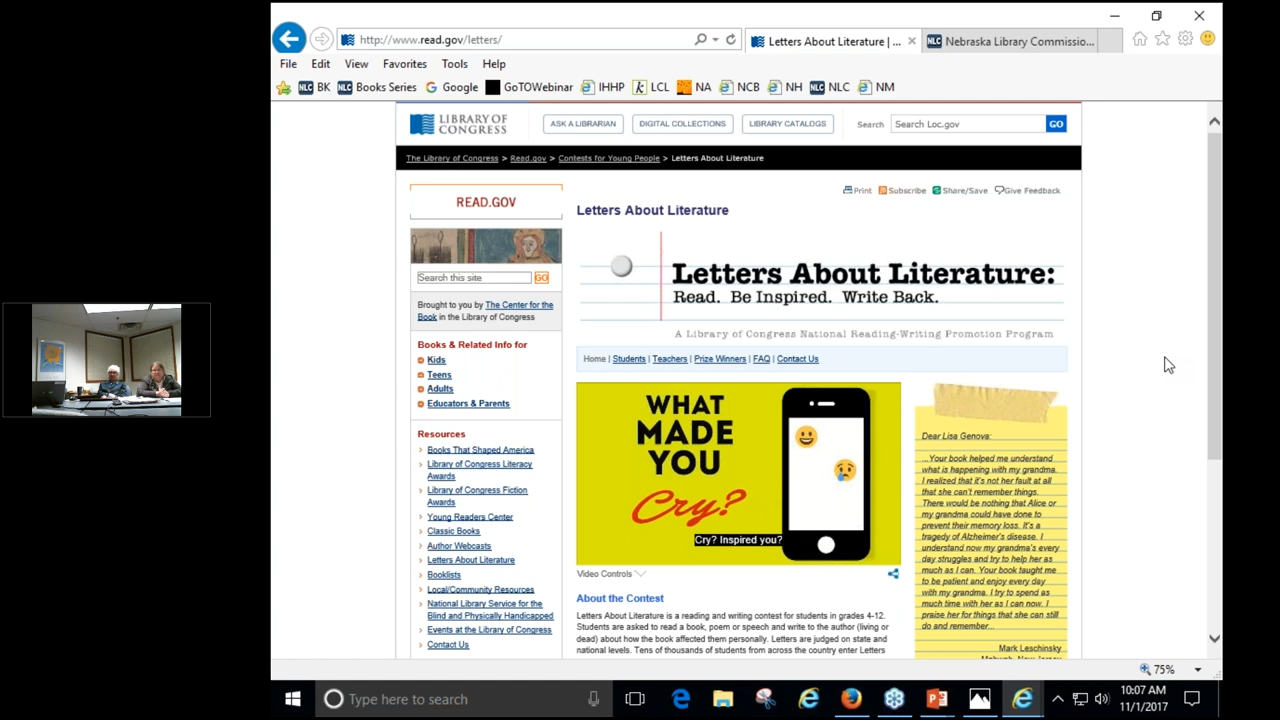 http://www.read.gov/letters/
Letters About Literature | ...
Nebraska Library Commissio...
File Edit View Favorites Tools Help
NLC BK NLC Books Series Google GoTOWebinar IHHP k LCL NA NCB NH NLC NLC NM
LIBRARY OF CONGRESS
ASK A LIBRARIAN DIGITAL COLLECTIONS LIBRARY CATALOGS Search Search Loc.gov GO
The Library of Congress > Read.gov > Contests for Young People > Letters About Literature
Print Subscribe Share/Save Give Feedback
READ.GOV
Search this site GO
Brought to you by The Center for the
Book in the Library of Congress
Books & Related Info for
Kids
Teens
Adults
Educators & Parents
Resources
Books That Shaped America
Library of Congress Literacy
Awards
Library of Congress Fiction
Awards
Young Readers Center
Classic Books
Author Webcasts
Letters About Literature
Booklists
Local/Community Resources
National Library Service for the
Blind and Physically Handicapped
Events at the Library of Congress
Contact Us
Letters About Literature
Letters About Literature:
Read. Be Inspired. Write Back.
A Library of Congress National Reading-Writing Promotion Program
Home | Students | Teachers | Prize Winners | FAQ | Contact Us
WHAT
MADE
YOU
Cry?
Cry? Inspired you?
Video Controls
About the Contest
Letters About Literature is a reading and writing contest for students in grades 4-12.
Students are asked to read a book, poem or speech and write to the author (living or
dead) about how the book affected them personally. Letters are judged on state and
national levels. Tens of thousands of students from across the country enter Letters
Dear Lisa Genova:
...Your book helped me understand
what is happening with my grandma.
I realized that it's not her fault at all
that she can't remember things.
There would be nothing that Alice or
my grandma could have done to
prevent their memory loss. It's a
tragedy of Alzheimer's disease. I
understand now my grandma's every
day struggles and try to help her as
much as I can. Your book taught me
to be patient and enjoy every day
with my grandma. I try to spend as
much time with her as I can now. I
praise her for things that she can still
do and remember...
Mark Leschinsky
75%
Type here to search
10:07 AM
11/1/2017